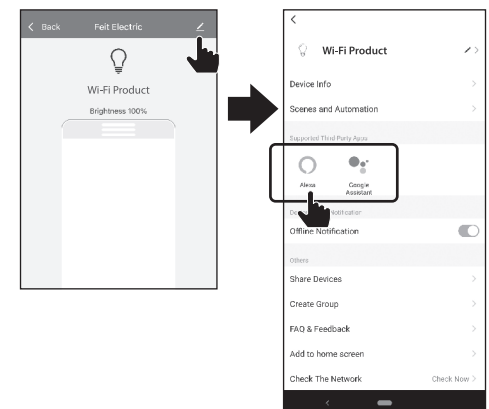 Back
Feit Electric
Wi-Fi Product
Brightness 100%
Wi-Fi Product
Device Info
Scenes and Automation
Supported Third Party Apps
Alexa
Google
Assistant
Notification
Offline Notification
Others
Share Devices
Create Group
FAQ & Feedback
Add to home screen
Check The Network
Check Now